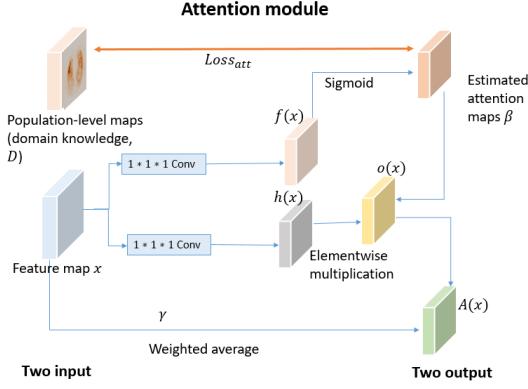 Attention module
Loss_att
Sigmoid
Estimated
attention
maps β
Population-level maps
(domain knowledge,
D)
f(x)
1 * 1 * 1 Conv
h(x)
o(x)
1 * 1 * 1 Conv
Elementwise
multiplication
Feature map x
A(x)
γ
Weighted average
Two input
Two output